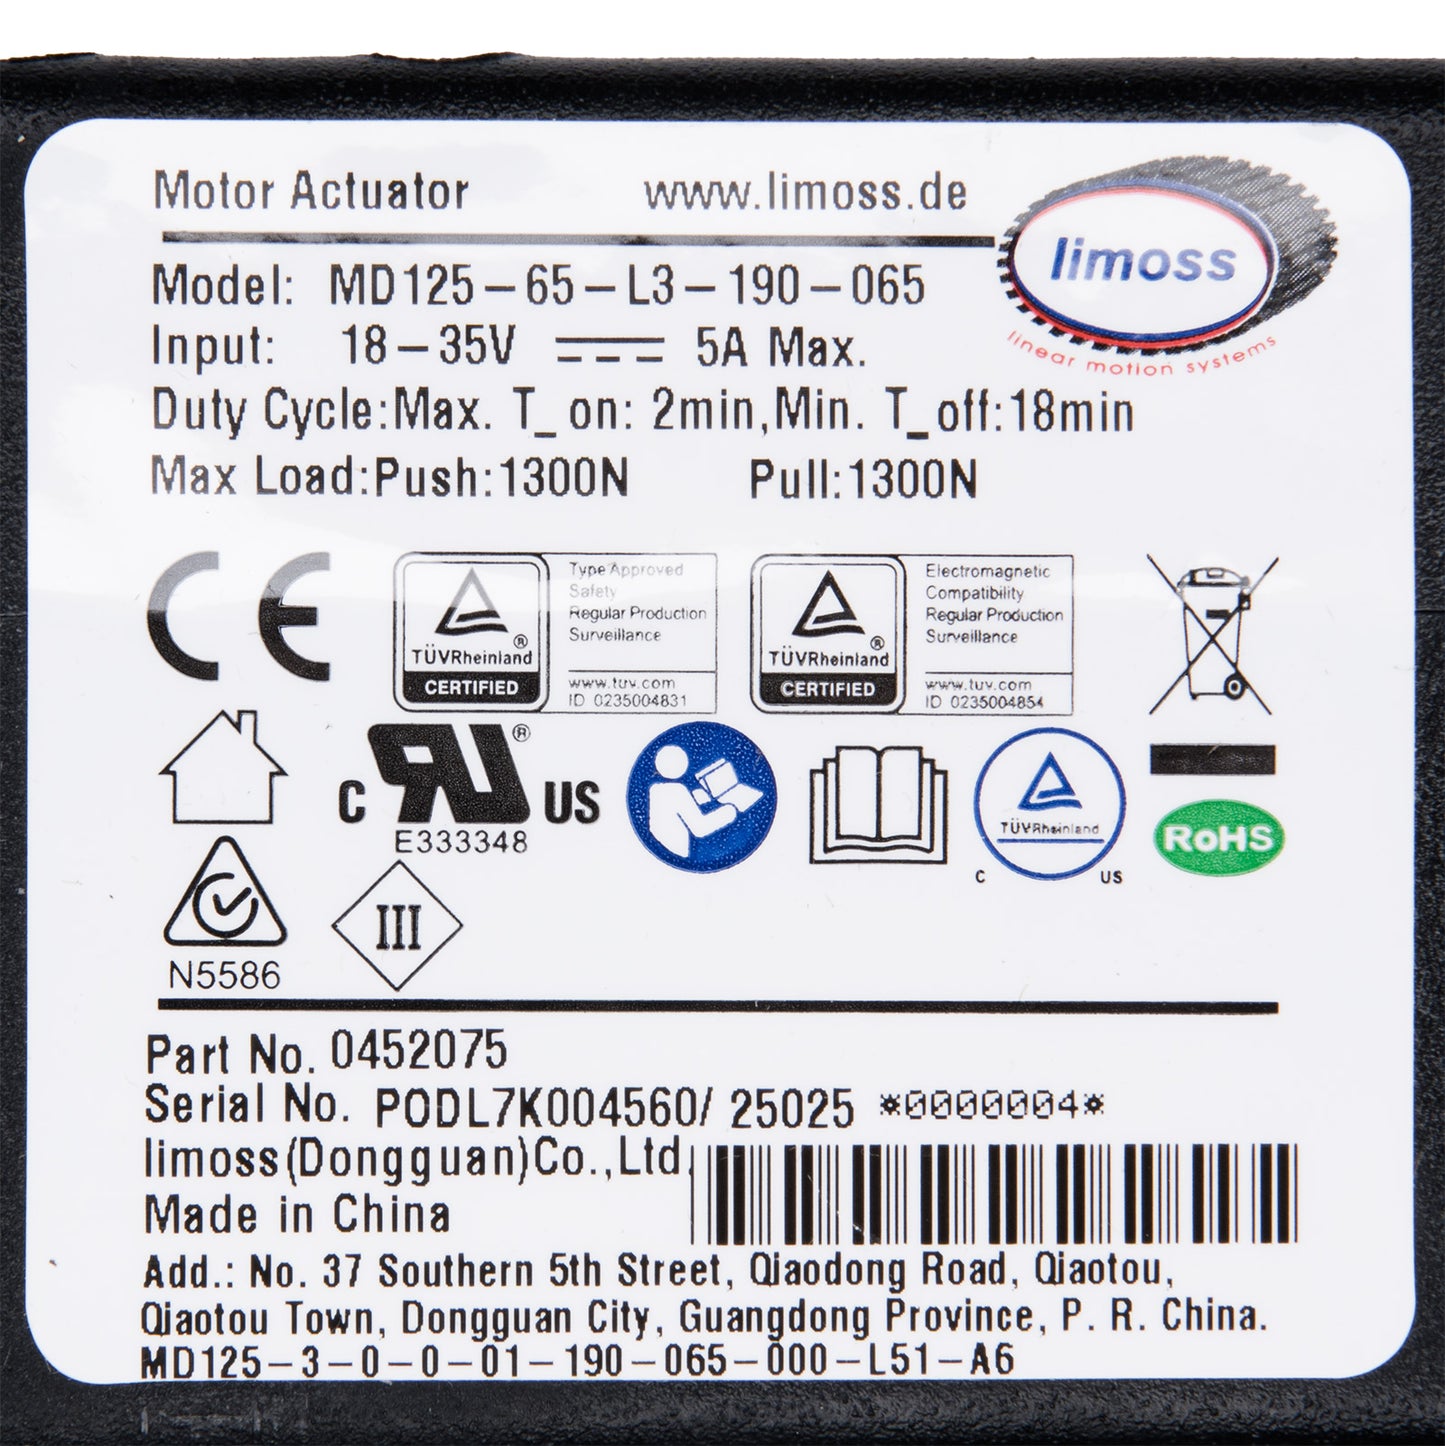 Motor Actuator www.limoss.de
limoss
linear motion systems
Model: MD125-65-L3-190-065
Input: 18-35V 5A Max.
Duty Cycle:Max. T_on: 2min,Min. T_off:18min
Max Load:Push:1300N Pull:1300N
CE
TÜVRheinland®
CERTIFIED
Type Approved
Safety
Regular Production
Surveillance
www.tuv.com
ID 0235004831
TÜVRheinland®
CERTIFIED
Electromagnetic
Compatibility
Regular Production
Surveillance
www.tuv.com
ID 0235004854
C RU® US
E333348
TÜVRheinland
C US
RoHS
N5586
III
Part No. 0452075
Serial No. PODL7K004560/ 25025 *0000004*
limoss(Dongguan)Co.,Ltd
Made in China
Add.: No. 37 Southern 5th Street, Qiaodong Road, Qiaotou,
Qiaotou Town, Dongguan City, Guangdong Province, P. R. China.
MD125-3-0-0-01-190-065-000-L51-A6